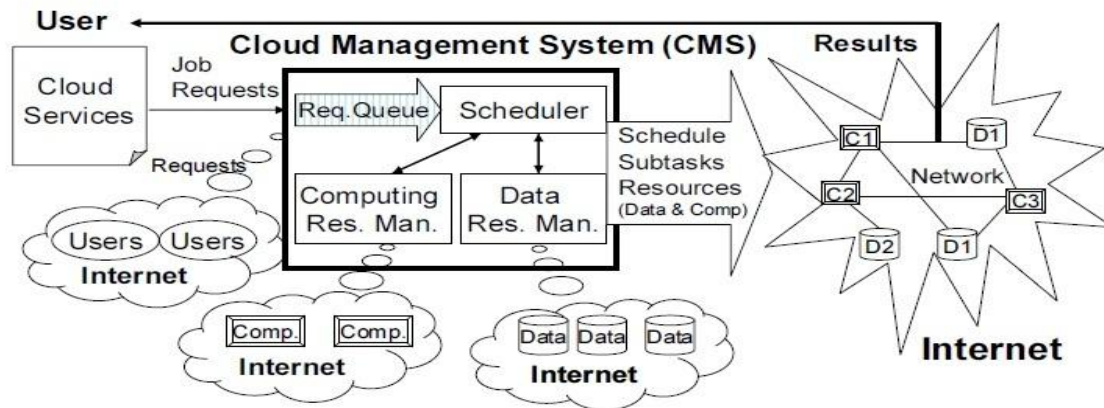 User
Cloud Management System (CMS)
Results
Cloud
Services
Job
Requests
Req.Queue
Scheduler
Requests
Computing
Res. Man.
Data
Res. Man.
Schedule
Subtasks
Resources
(Data & Comp)
C1
D1
Network
C2
C3
D2
D1
Users
Users
Internet
Comp.
Comp.
Internet
Data
Data
Data
Internet
Internet